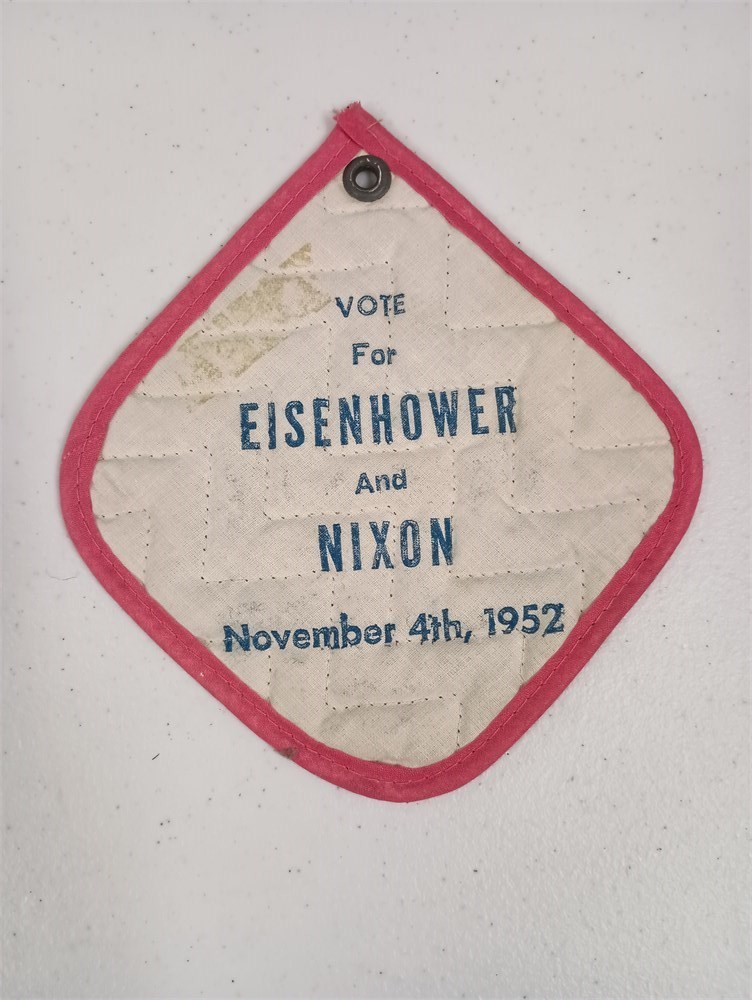 VOTE
For
EISENHOWER
And
NIXON
November 4th, 1952